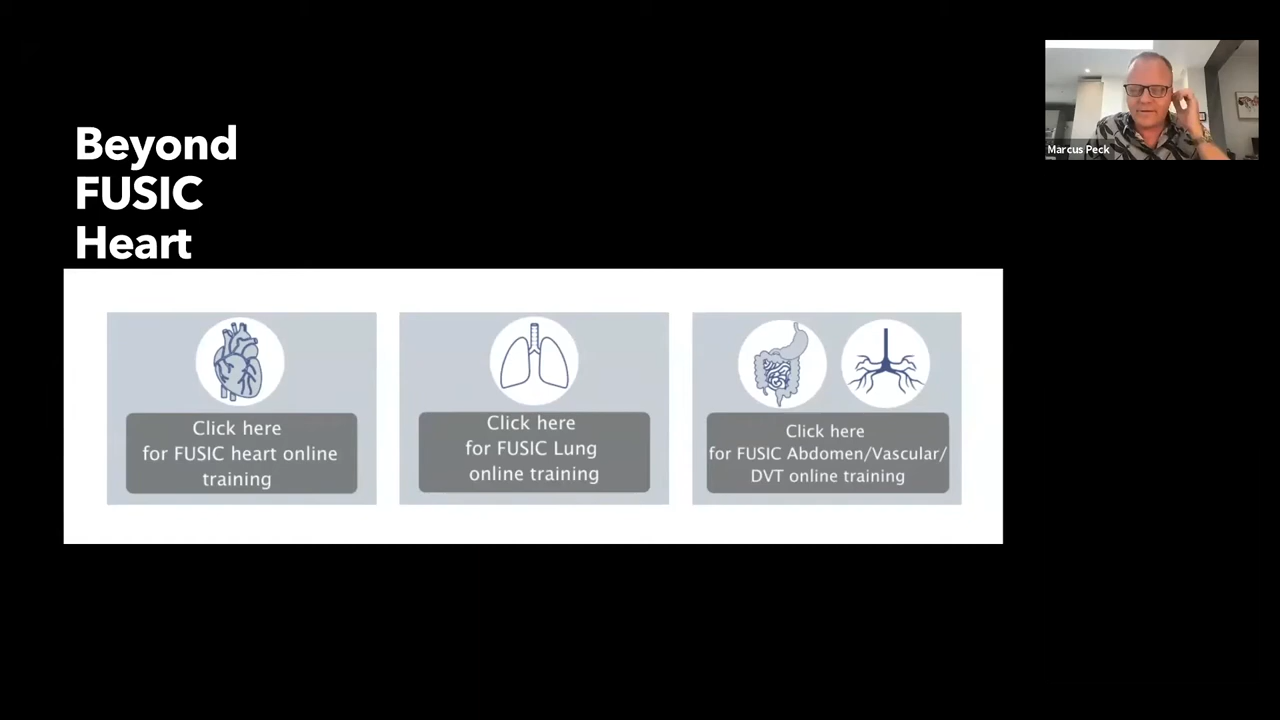 Beyond
FUSIC
Heart
Marcus Peck
Click here
for FUSIC heart online
training
Click here
for FUSIC Lung
online training
Click here
for FUSIC Abdomen/Vascular/
DVT online training